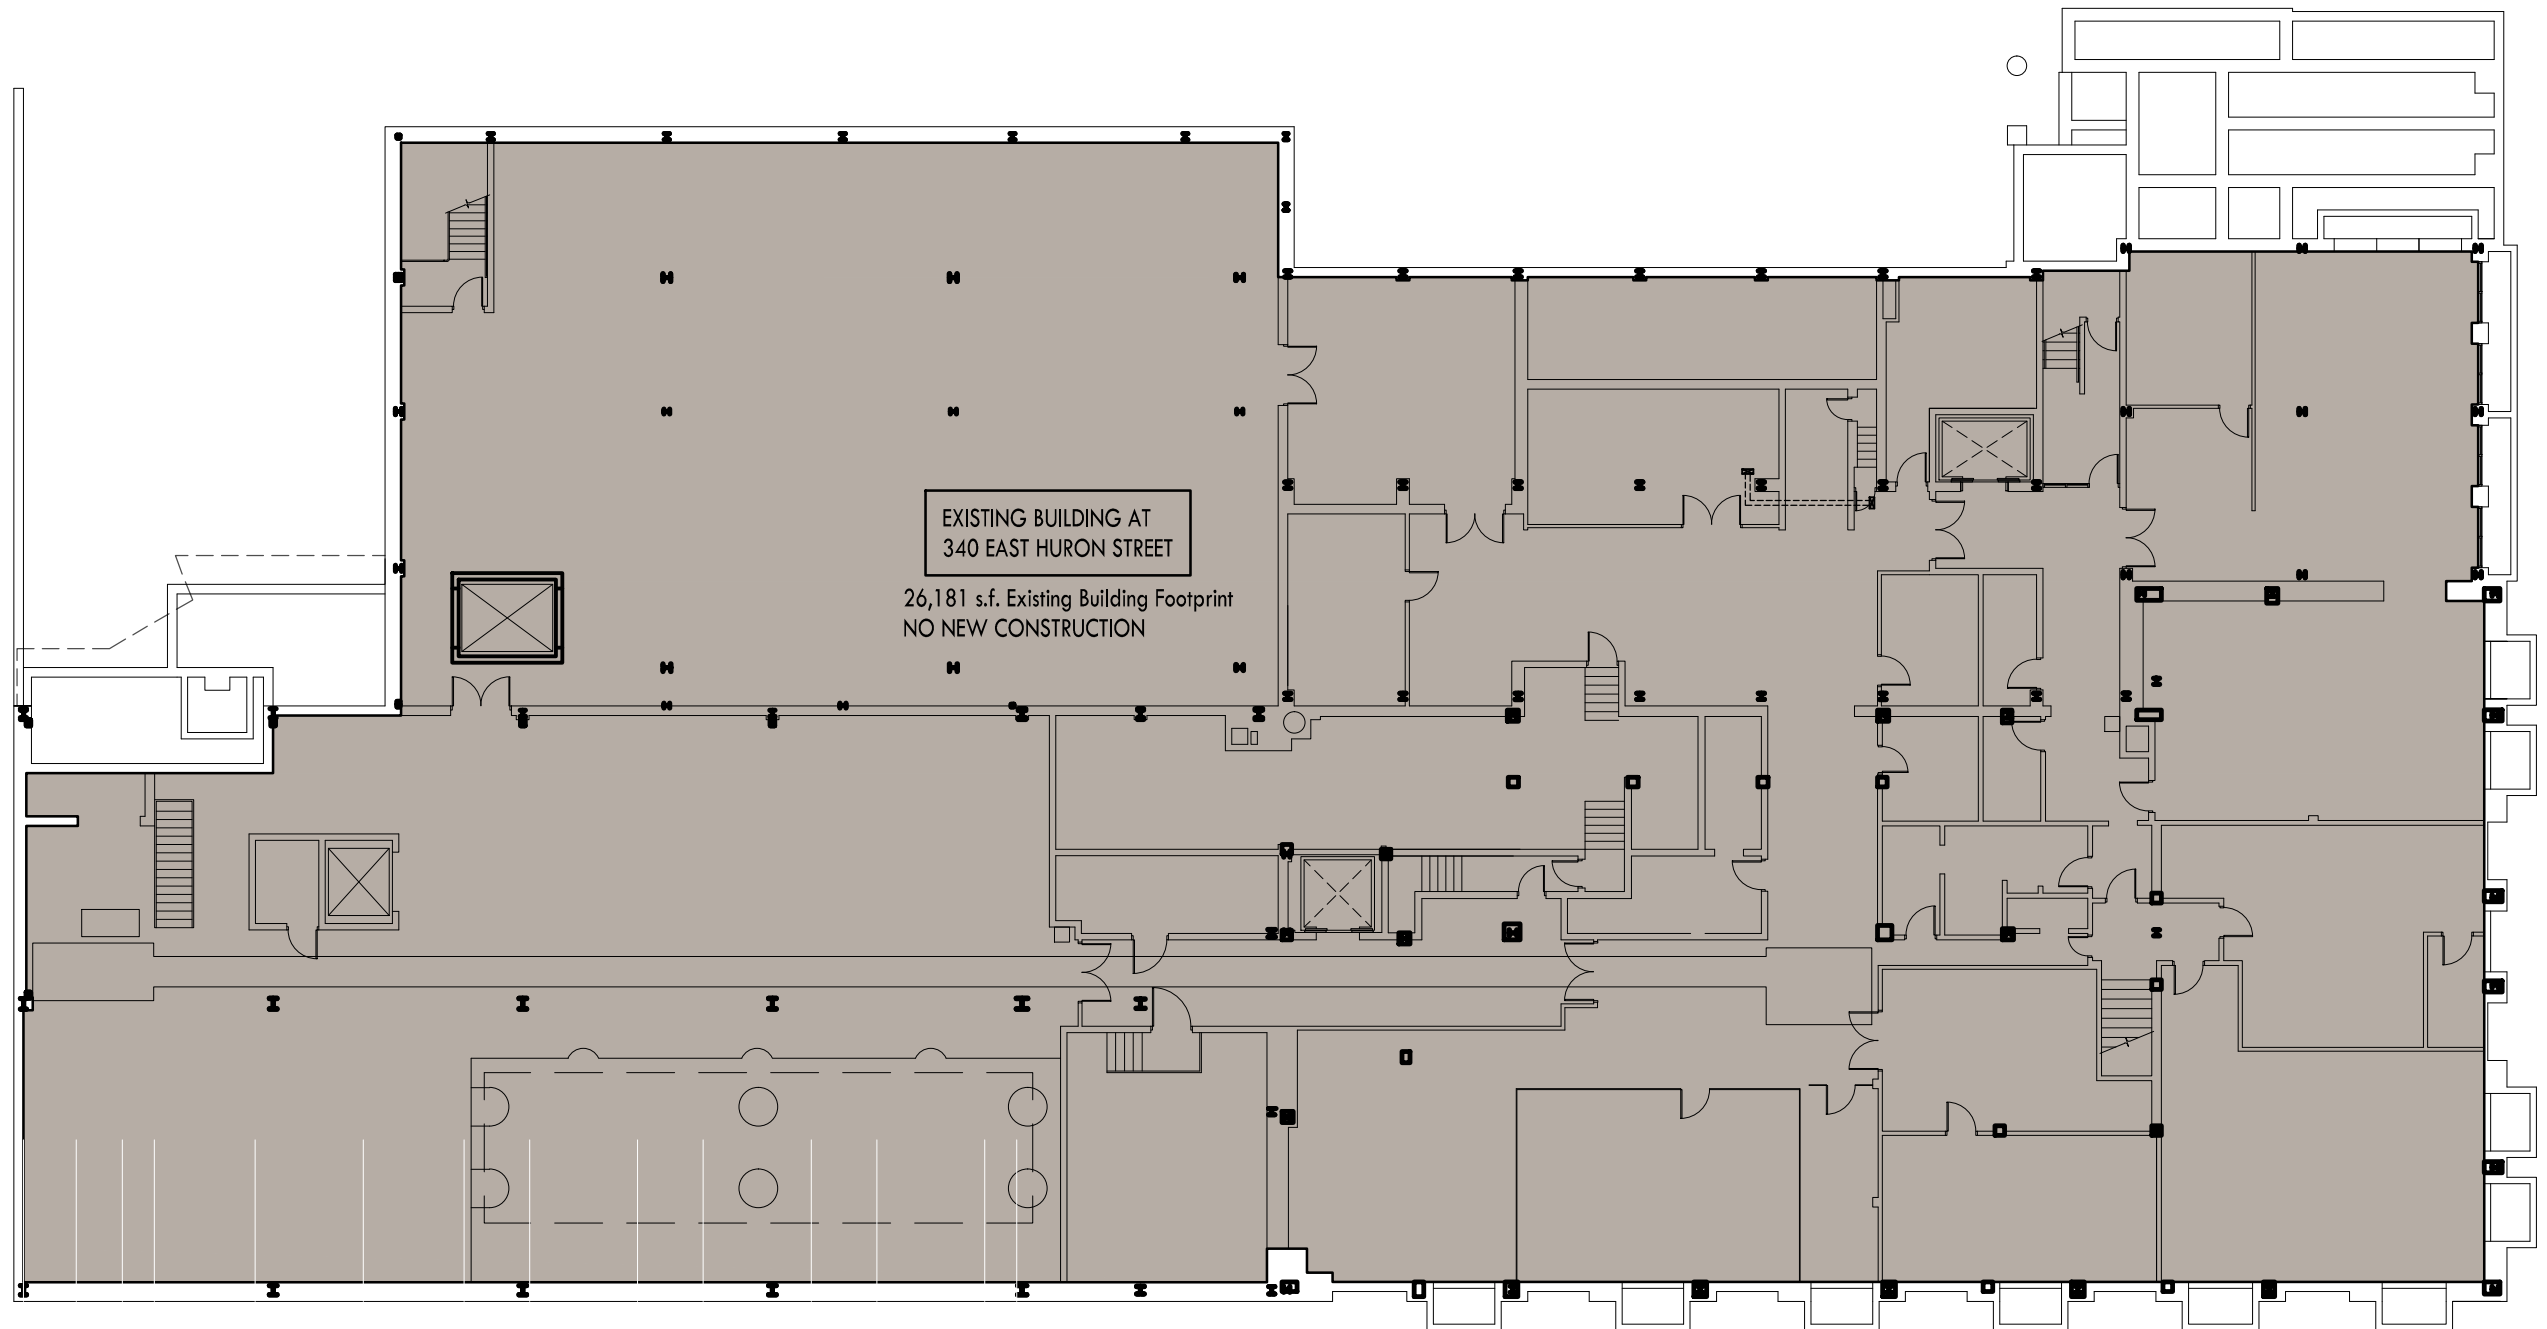 EXISTING BUILDING AT
340 EAST HURON STREET
26,181 s.f. Existing Building Footprint
NO NEW CONSTRUCTION